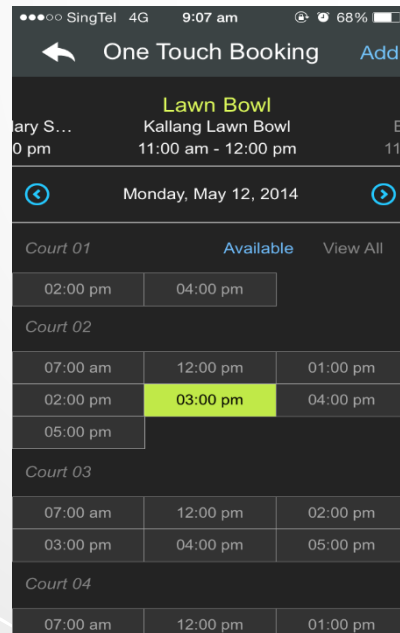 SingTel 4G 9:07 am 68%
One Touch Booking Add
Lawn Bowl
lary S... Kallang Lawn Bowl E
0 pm 11:00 am - 12:00 pm 11
Monday, May 12, 2014
Court 01 Available View All
02:00 pm 04:00 pm
Court 02
07:00 am 12:00 pm 01:00 pm
02:00 pm 03:00 pm 04:00 pm
05:00 pm
Court 03
07:00 am 12:00 pm 02:00 pm
03:00 pm 04:00 pm 05:00 pm
Court 04
07:00 am 12:00 pm 01:00 pm